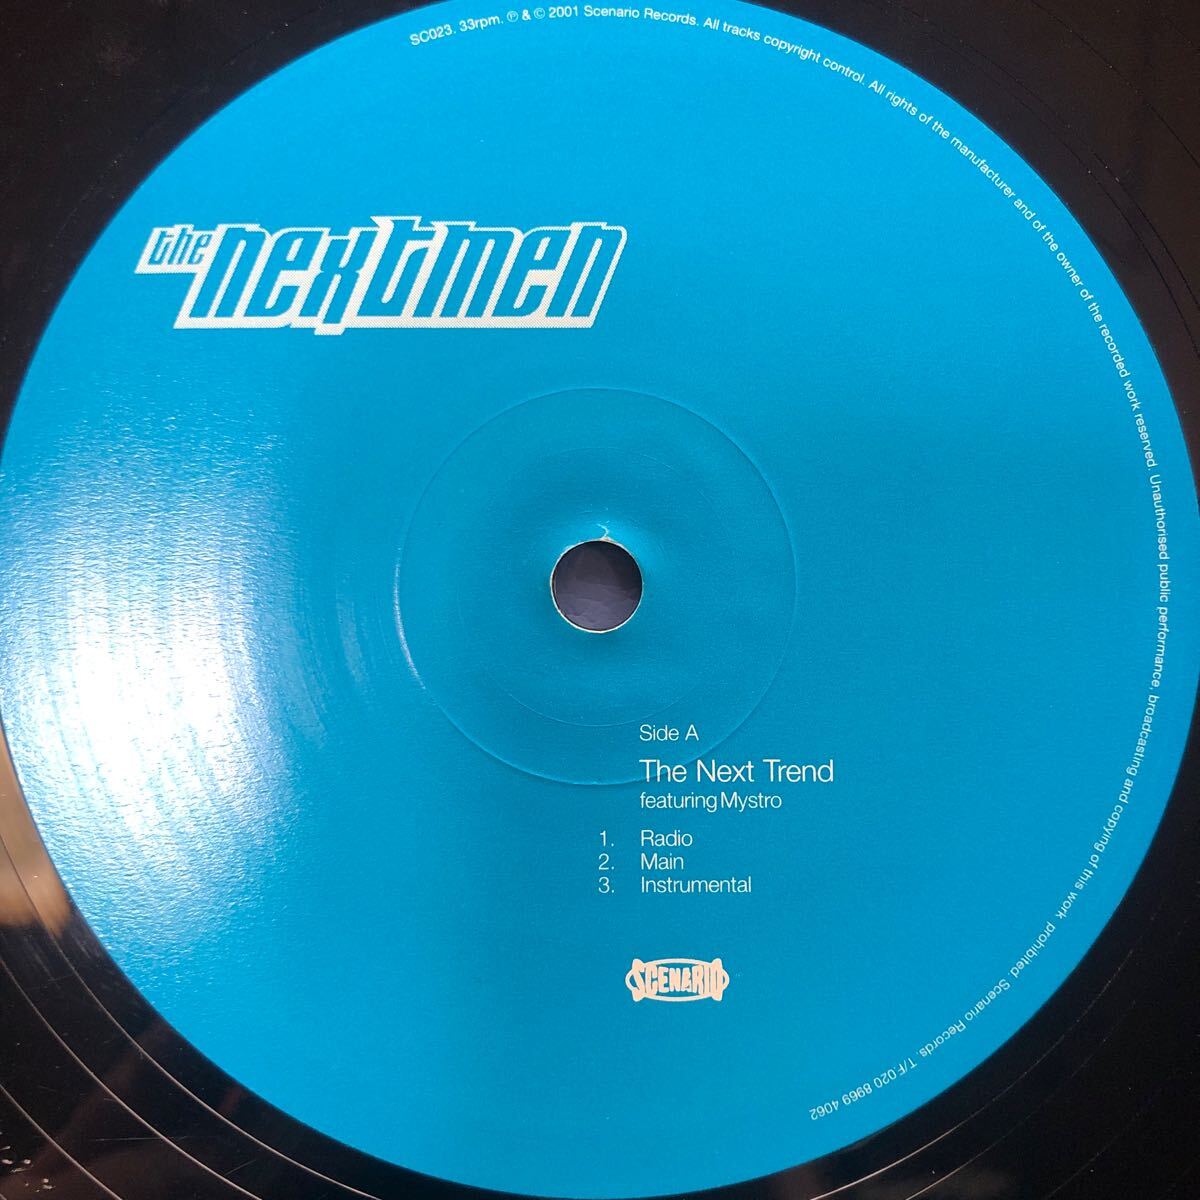 SC023. 33rpm. ℗ & © 2001 Scenario Records. All tracks copyright control. All rights of the manufacturer and of the owner of the recorded work reserved. Unauthorised public performance, broadcasting and copying of this work prohibited. Scenario Records. T/F:020 8969 4062
the nextmen
Side A
The Next Trend
featuring Mystro
1. Radio
2. Main
3. Instrumental
SCENARIO